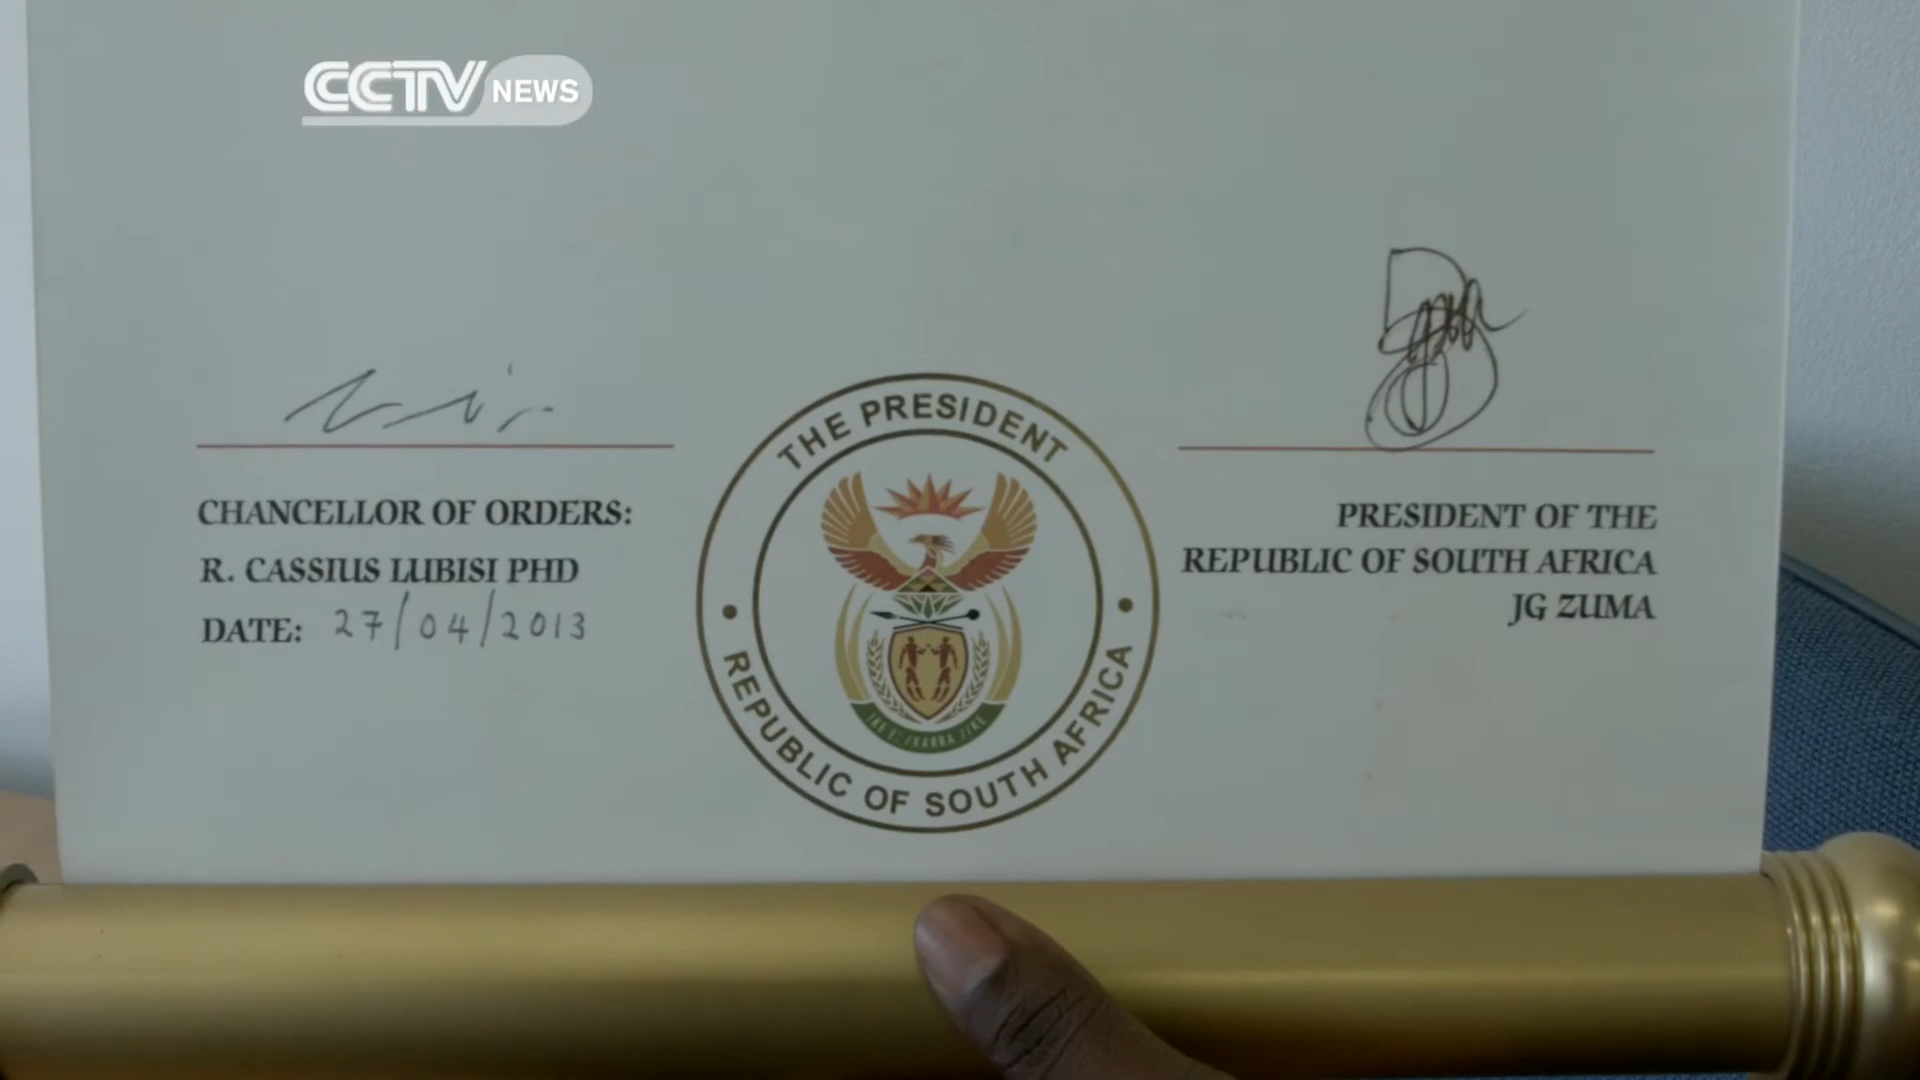 CCTV NEWS
CHANCELLOR OF ORDERS:
R. CASSIUS LUBISI PHD
DATE: 27/04/2013
THE PRESIDENT
REPUBLIC OF SOUTH AFRICA
PRESIDENT OF THE
REPUBLIC OF SOUTH AFRICA
JG ZUMA